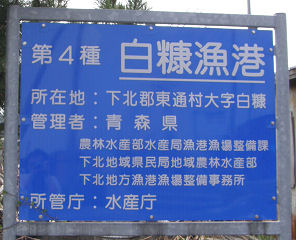 第4種 白糠漁港
所在地：下北郡東通村大字白糠
管理者：青森県
農林水産部水産局漁港漁場整備課
下北地域県民局地域農林水産部
下北地方漁港漁場整備事務所
所管庁：水産庁